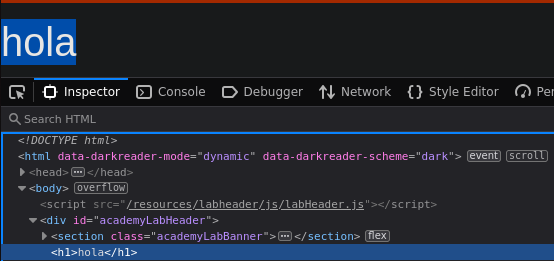 hola
Inspector Console Debugger Network Style Editor
Search HTML
<!DOCTYPE html>
<html data-darkreader-mode="dynamic" data-darkreader-scheme="dark"> event scroll
<head> ⋯ </head>
<body> overflow
<script src="/resources/labheader/js/labHeader.js"></script>
<div id="academyLabHeader">
<section class="academyLabBanner"> ⋯ </section> flex
<h1>hola</h1>